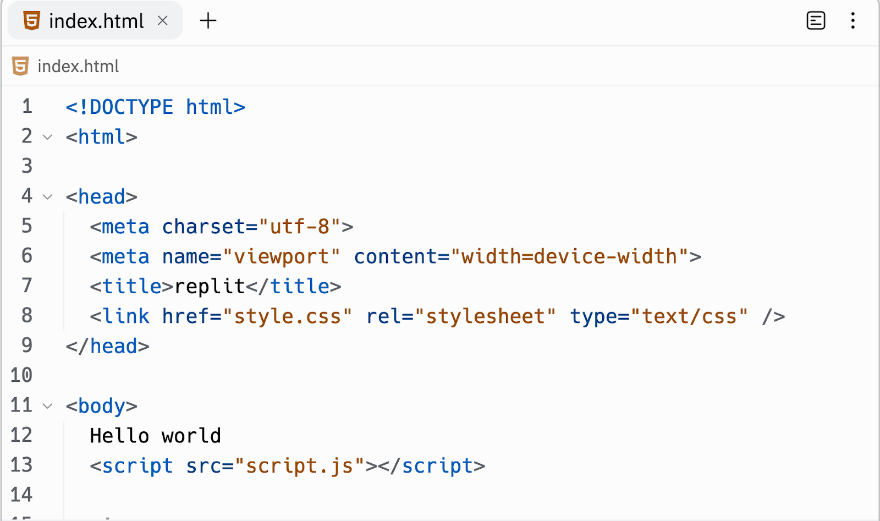 index.html × +
index.html
1 <!DOCTYPE html>
2 <html>
3
4 <head>
5   <meta charset="utf-8">
6   <meta name="viewport" content="width=device-width">
7   <title>replit</title>
8   <link href="style.css" rel="stylesheet" type="text/css" />
9 </head>
10
11 <body>
12   Hello world
13   <script src="script.js"></script>
14